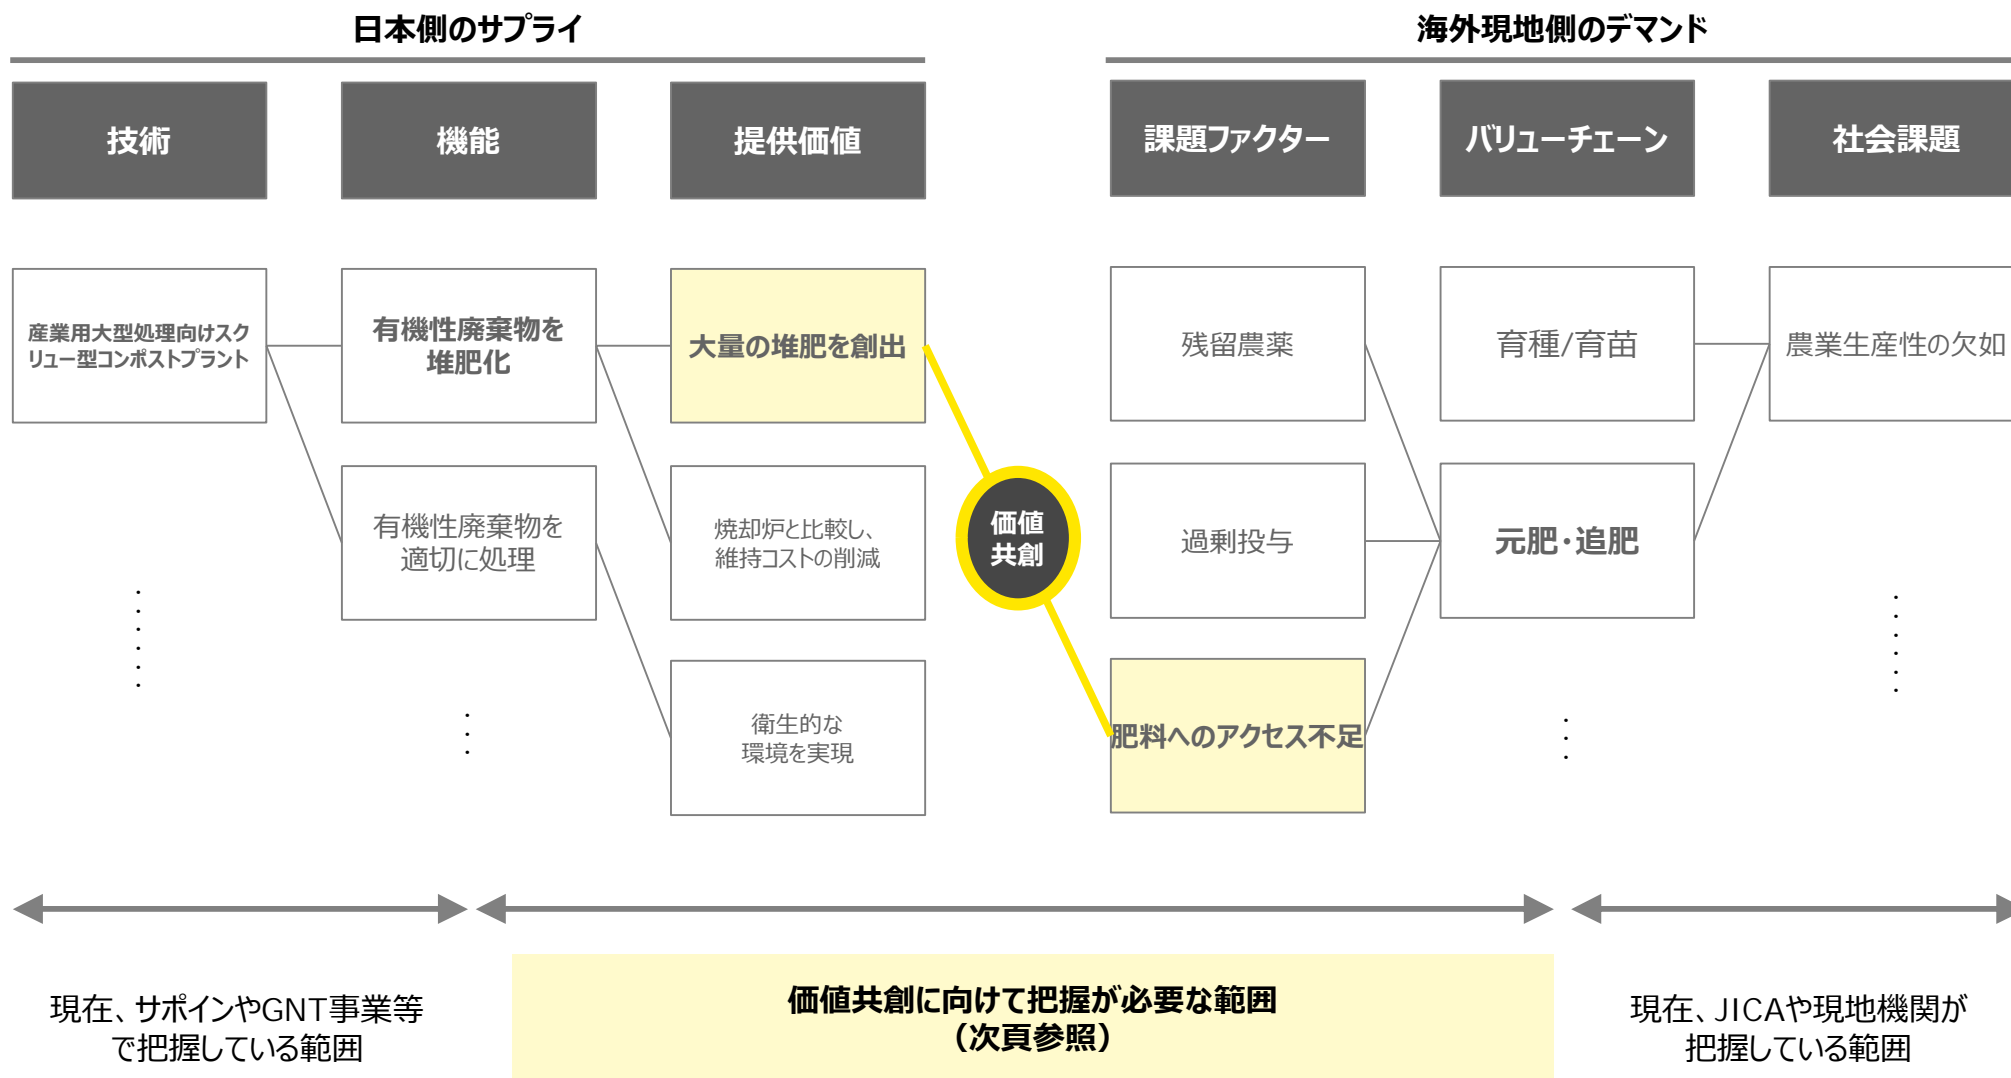 日本側のサプライ
海外現地側のデマンド
技術
機能
提供価値
課題ファクター
バリューチェーン
社会課題
産業用大型処理向けスク
リュー型コンポストプラント
有機性廃棄物を
堆肥化
大量の堆肥を創出
残留農薬
育種/育苗
農業生産性の欠如
有機性廃棄物を
適切に処理
焼却炉と比較し、
維持コストの削減
価値
共創
過剰投与
元肥・追肥
衛生的な
環境を実現
肥料へのアクセス不足
現在、サポインやGNT事業等
で把握している範囲
価値共創に向けて把握が必要な範囲
（次頁参照）
現在、JICAや現地機関が
把握している範囲